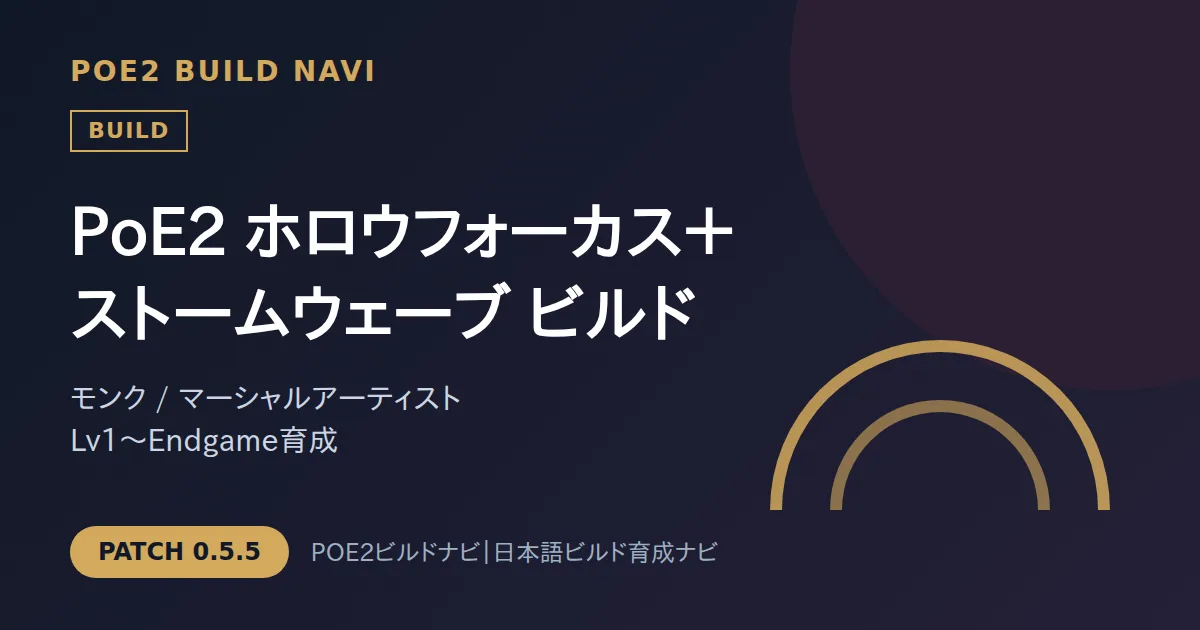 POE2 BUILD NAVI
BUILD
PoE2 ホロウフォーカス＋
ストームウェーブ ビルド
モンク / マーシャルアーティスト
Lv1〜Endgame育成
PATCH 0.5.5
POE2ビルドナビ|日本語ビルド育成ナビ